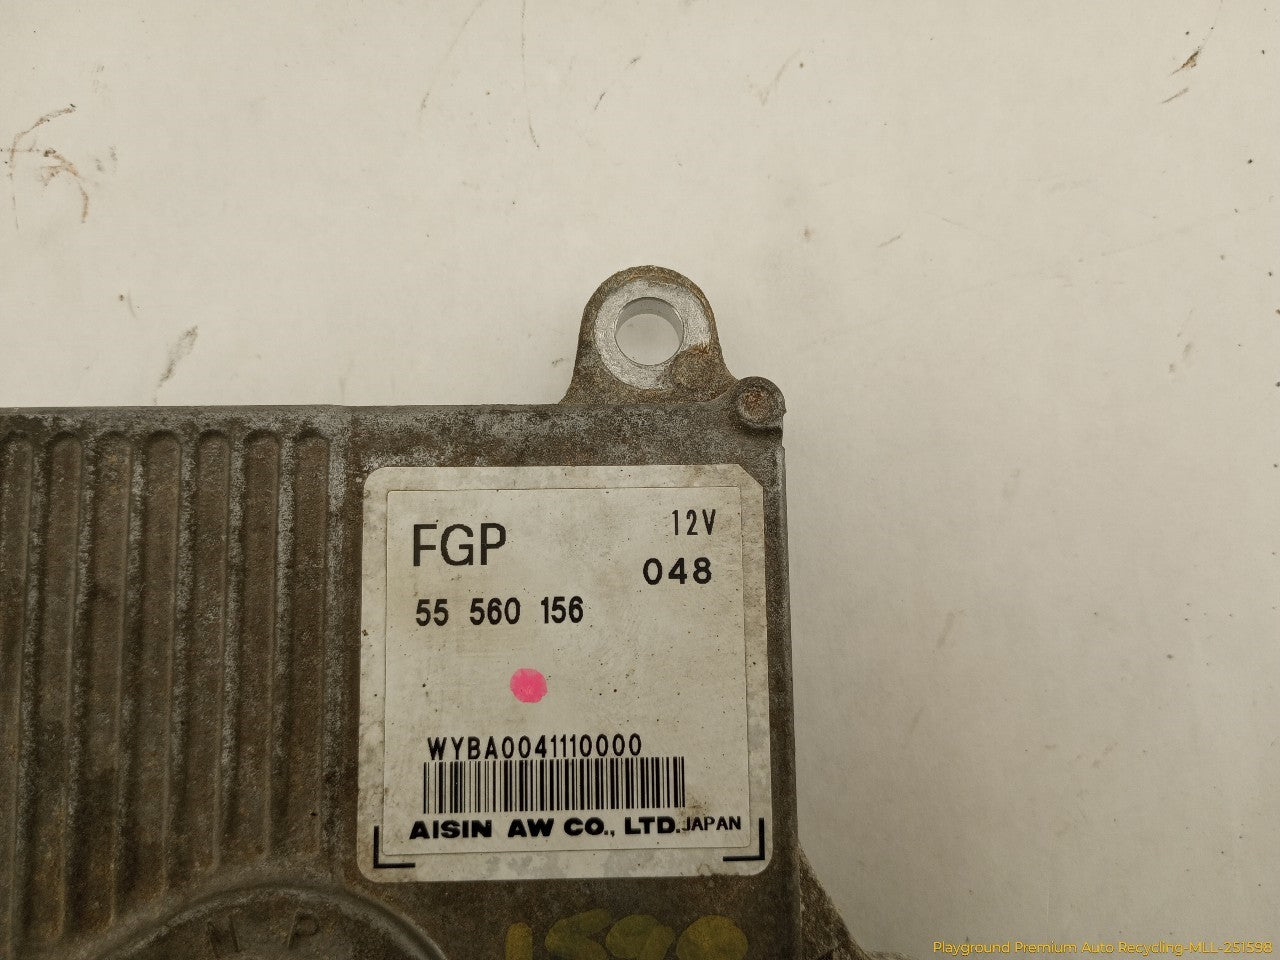 FGP
12V
048
55 560 156
WYBA0041110000
AISIN AW CO., LTD. JAPAN
Playground Premium Auto Recycling-MLL-251598